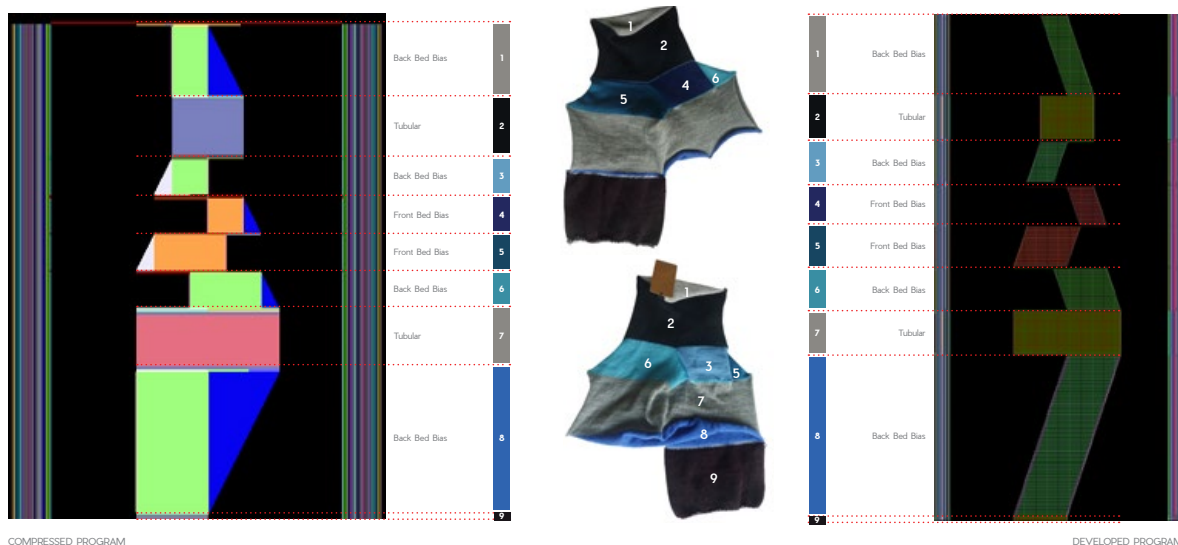 Back Bed Bias
1
Tubular
2
Back Bed Bias
3
Front Bed Bias
4
Front Bed Bias
5
Back Bed Bias
6
Tubular
7
Back Bed Bias
8
9
COMPRESSED PROGRAM
1
2
6
4
5
1
2
6
3
5
7
8
9
1
Back Bed Bias
2
Tubular
3
Back Bed Bias
4
Front Bed Bias
5
Front Bed Bias
6
Back Bed Bias
7
Tubular
8
Back Bed Bias
9
DEVELOPED PROGRAM